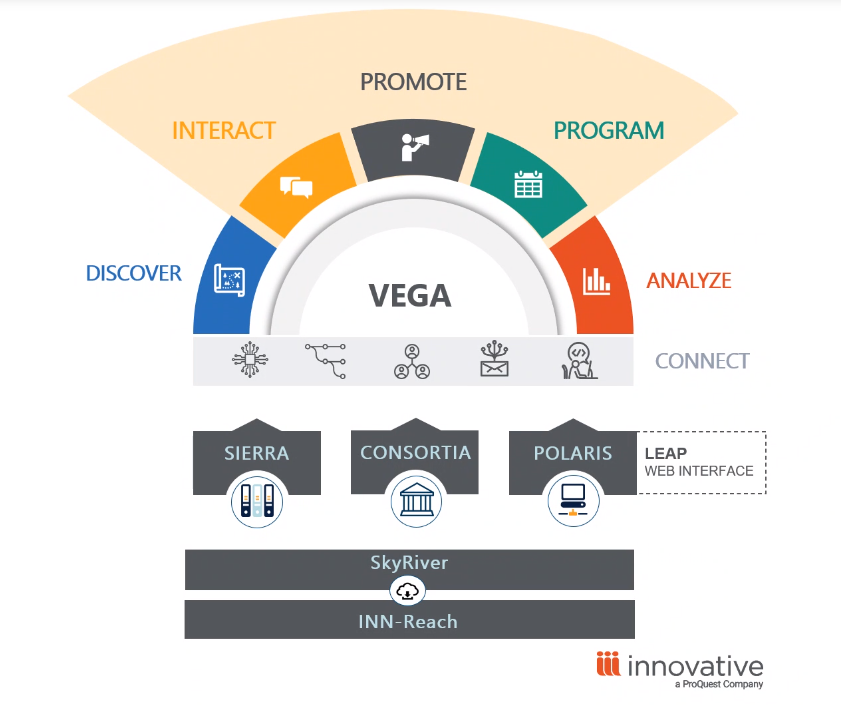 PROMOTE
INTERACT
PROGRAM
DISCOVER
ANALYZE
VEGA
CONNECT
SIERRA
CONSORTIA
POLARIS
LEAP
WEB INTERFACE
SkyRiver
INN-Reach
innovative
a ProQuest Company